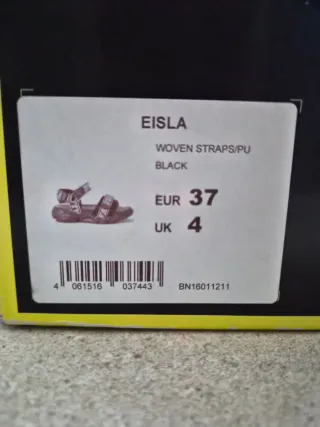 EISLA
WOVEN STRAPS/PU
BLACK
EUR 37
UK 4
4 061516 037443
BN16011211